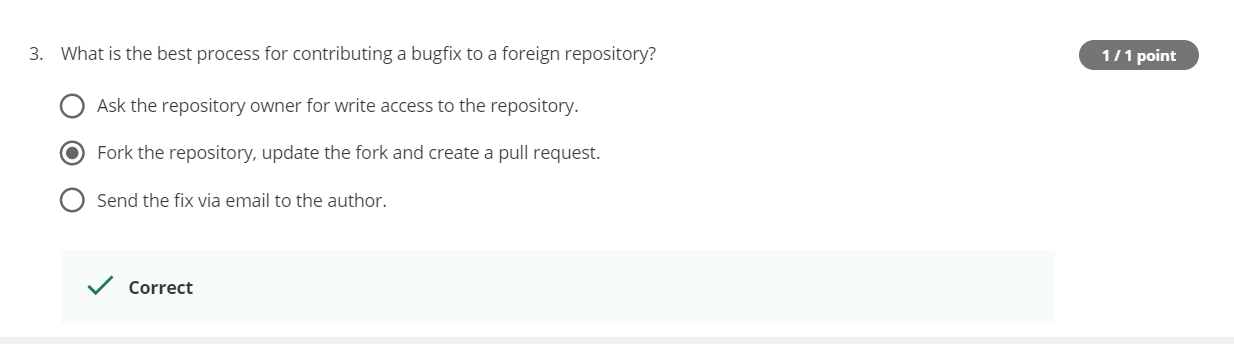 3. What is the best process for contributing a bugfix to a foreign repository?
1 / 1 point
Ask the repository owner for write access to the repository.
Fork the repository, update the fork and create a pull request.
Send the fix via email to the author.
Correct